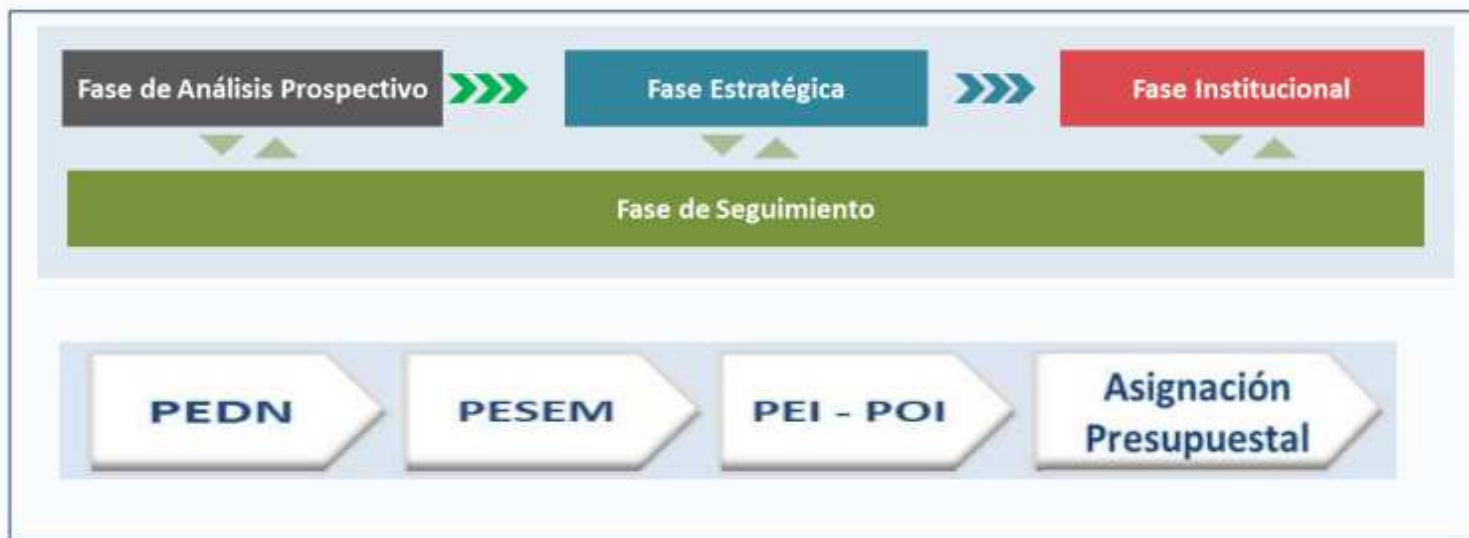 Fase de Análisis Prospectivo
Fase Estratégica
Fase Institucional
Fase de Seguimiento
PEDN
PESEM
PEI - POI
Asignación
Presupuestal